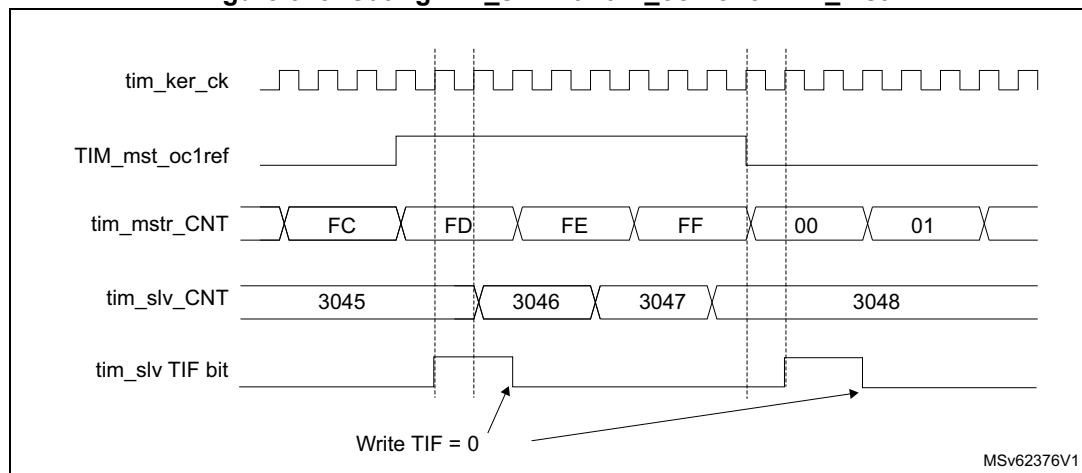 tim_ker_ck
TIM_mst_oc1ref
tim_mstr_CNT FC FD FE FF 00 01
tim_slv_CNT 3045 3046 3047 3048
tim_slv TIF bit
Write TIF = 0
MSv62376V1